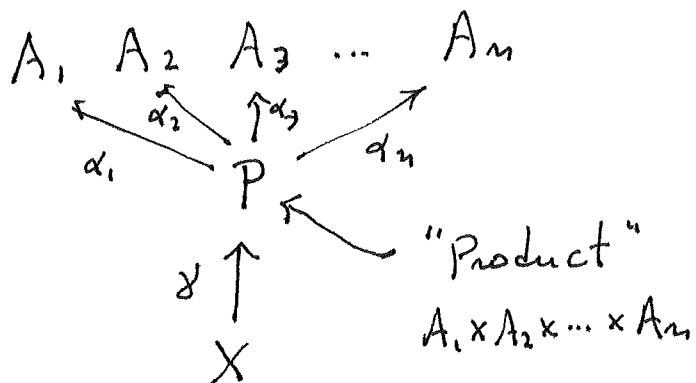 A₁ A₂ A₃ ... Aₙ
α₁ α₂ α₃ αₙ
P
"Product"
γ
A₁ × A₂ × ... × Aₙ
X